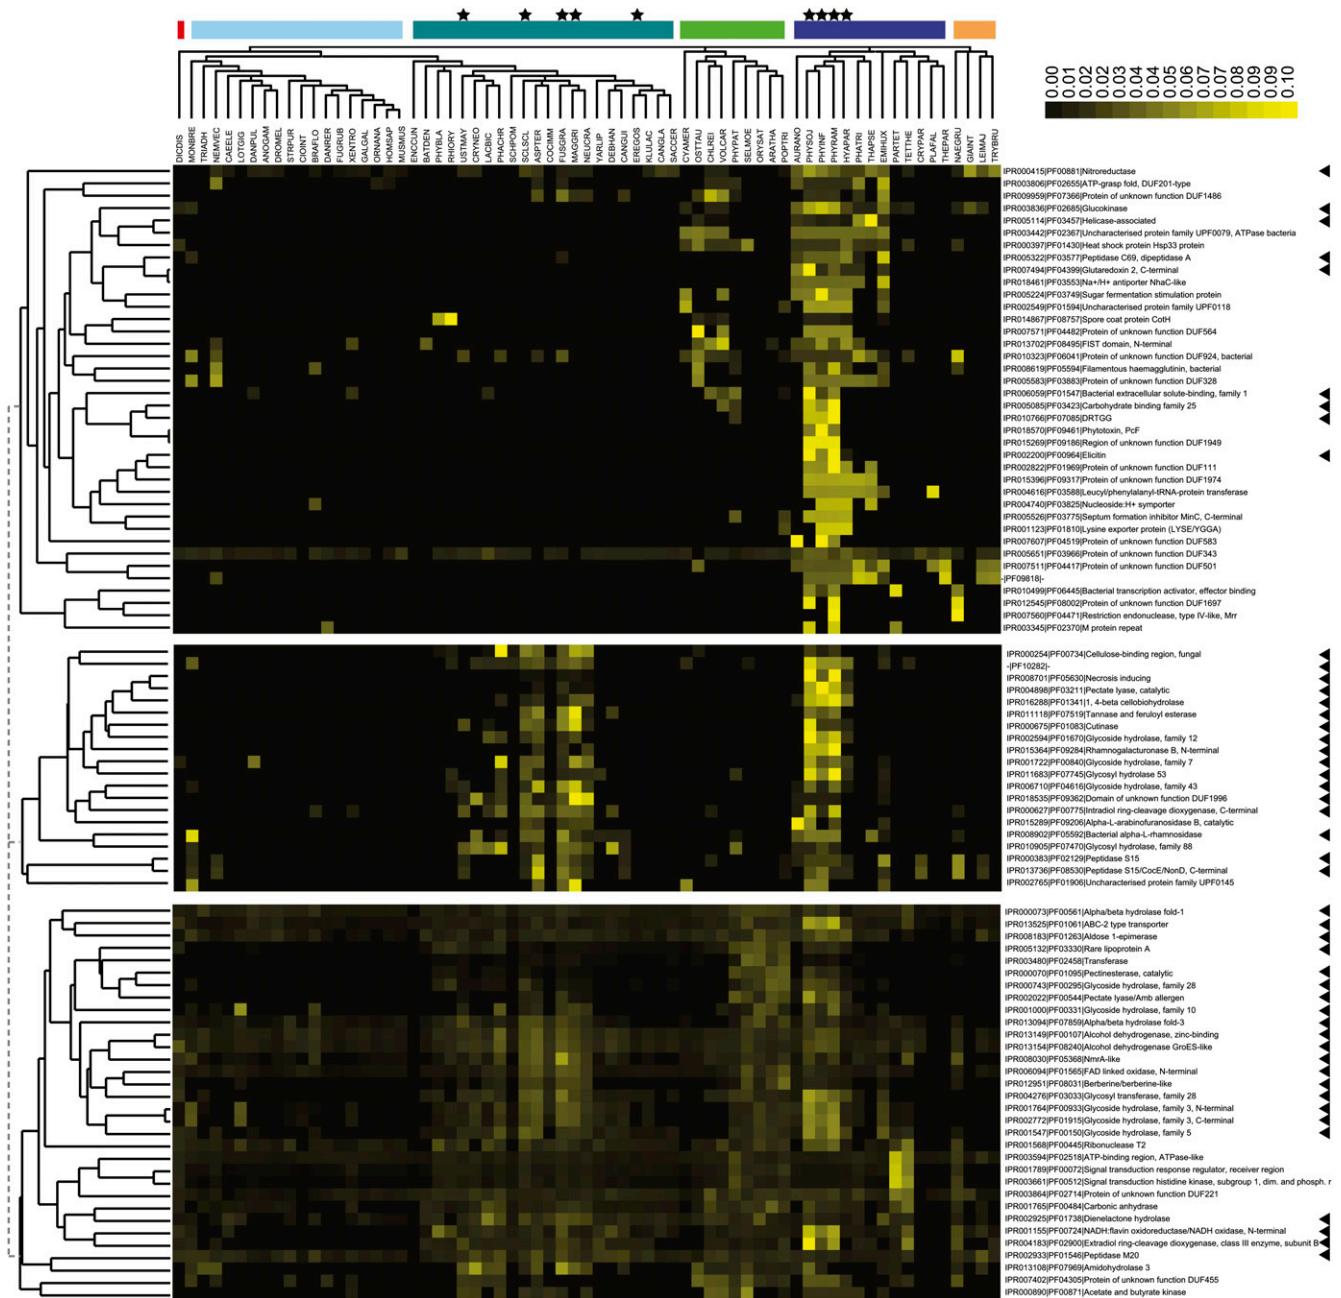 0.00
0.01
0.02
0.02
0.03
0.04
0.04
0.05
0.06
0.06
0.07
0.07
0.08
0.09
0.09
0.10
DICDIS
MONBRE
TRIADH
NEMVEC
CAEELE
LOTGIG
DANPUL
ANOGAM
DROMEL
STRPUR
CIOINT
BRAFLO
DANRER
FUGRUB
XENTRO
GALGAL
ORNANA
HOMSAP
MUSMUS
ENCCUN
BATDEN
PHYBLA
RHIORY
USTMAY
CRYNEO
LACBIC
PHACHR
SCHPOM
SCLSCL
ASPTER
COCIMM
FUSGRA
MAGGRI
NEUCRA
YARLIP
DEBHAN
CANGUI
EREGOS
KLULAC
CANGLA
SACCER
CYAMER
OSTTAU
CHLREI
VOLCAR
PHYPAT
SELMOE
ORYSAT
ARATHA
POPTRI
AURANO
PHYSOJ
PHYINF
PHYRAM
HYAPAR
PHATRI
THAPSE
EMIHUX
PARTET
TETTHE
CRYPAR
PLAFAL
THEPAR
NAEGRU
GIAINT
LEIMAJ
TRYBRU
IPR000415|PF00881|Nitroreductase
IPR003806|PF02655|ATP-grasp fold, DUF201-type
IPR009959|PF07366|Protein of unknown function DUF1486
IPR003836|PF02685|Glucokinase
IPR005114|PF03457|Helicase-associated
IPR003442|PF02367|Uncharacterised protein family UPF0079, ATPase bacteria
IPR000397|PF01430|Heat shock protein Hsp33 protein
IPR005322|PF03577|Peptidase C69, dipeptidase A
IPR007494|PF04399|Glutaredoxin 2, C-terminal
IPR018461|PF03553|Na+/H+ antiporter NhaC-like
IPR005224|PF03749|Sugar fermentation stimulation protein
IPR002549|PF01594|Uncharacterised protein family UPF0118
IPR014867|PF08757|Spore coat protein CotH
IPR007571|PF04482|Protein of unknown function DUF564
IPR013702|PF08495|FIST domain, N-terminal
IPR010323|PF06041|Protein of unknown function DUF924, bacterial
IPR008619|PF05594|Filamentous haemagglutinin, bacterial
IPR005583|PF03883|Protein of unknown function DUF328
IPR006059|PF01547|Bacterial extracellular solute-binding, family 1
IPR005085|PF03423|Carbohydrate binding family 25
IPR010766|PF07085|DRTGG
IPR018570|PF09461|Phytotoxin, PcF
IPR015269|PF09186|Region of unknown function DUF1949
IPR002200|PF00964|Elicitin
IPR002822|PF01969|Protein of unknown function DUF111
IPR015396|PF09317|Protein of unknown function DUF1974
IPR004616|PF03588|Leucyl/phenylalanyl-tRNA-protein transferase
IPR004740|PF03825|Nucleoside:H+ symporter
IPR005526|PF03775|Septum formation inhibitor MinC, C-terminal
IPR001123|PF01810|Lysine exporter protein (LYSE/YGGA)
IPR007607|PF04519|Protein of unknown function DUF583
IPR005651|PF03966|Protein of unknown function DUF343
IPR007511|PF04417|Protein of unknown function DUF501
-|PF09818|-
IPR010499|PF06445|Bacterial transcription activator, effector binding
IPR012545|PF08002|Protein of unknown function DUF1697
IPR007560|PF04471|Restriction endonuclease, type IV-like, Mrr
IPR003345|PF02370|M protein repeat
IPR000254|PF00734|Cellulose-binding region, fungal
-|PF10282|-
IPR008701|PF05630|Necrosis inducing
IPR004898|PF03211|Pectate lyase, catalytic
IPR016288|PF01341|1, 4-beta cellobiohydrolase
IPR011118|PF07519|Tannase and feruloyl esterase
IPR000675|PF01083|Cutinase
IPR002594|PF01670|Glycoside hydrolase, family 12
IPR015364|PF09284|Rhamnogalacturonase B, N-terminal
IPR001722|PF00840|Glycoside hydrolase, family 7
IPR011683|PF07745|Glycosyl hydrolase 53
IPR006710|PF04616|Glycoside hydrolase, family 43
IPR018535|PF09362|Domain of unknown function DUF1996
IPR000627|PF00775|Intradiol ring-cleavage dioxygenase, C-terminal
IPR015289|PF09206|Alpha-L-arabinofuranosidase B, catalytic
IPR008902|PF05592|Bacterial alpha-L-rhamnosidase
IPR010905|PF07470|Glycosyl hydrolase, family 88
IPR000383|PF02129|Peptidase S15
IPR013736|PF08530|Peptidase S15/CocE/NonD, C-terminal
IPR002765|PF01906|Uncharacterised protein family UPF0145
IPR000073|PF00561|Alpha/beta hydrolase fold-1
IPR013525|PF01061|ABC-2 type transporter
IPR008183|PF01263|Aldose 1-epimerase
IPR005132|PF03330|Rare lipoprotein A
IPR003480|PF02458|Transferase
IPR000070|PF01095|Pectinesterase, catalytic
IPR000743|PF00295|Glycoside hydrolase, family 28
IPR002022|PF00544|Pectate lyase/Amb allergen
IPR001000|PF00331|Glycoside hydrolase, family 10
IPR013094|PF07859|Alpha/beta hydrolase fold-3
IPR013149|PF00107|Alcohol dehydrogenase, zinc-binding
IPR013154|PF08240|Alcohol dehydrogenase GroES-like
IPR008030|PF05368|NmrA-like
IPR006094|PF01565|FAD linked oxidase, N-terminal
IPR012951|PF08031|Berberine/berberine-like
IPR004276|PF03033|Glycosyl transferase, family 28
IPR001764|PF00933|Glycoside hydrolase, family 3, N-terminal
IPR002772|PF01915|Glycoside hydrolase, family 3, C-terminal
IPR001547|PF00150|Glycoside hydrolase, family 5
IPR001568|PF00445|Ribonuclease T2
IPR003594|PF02518|ATP-binding region, ATPase-like
IPR001789|PF00072|Signal transduction response regulator, receiver region
IPR003661|PF00512|Signal transduction histidine kinase, subgroup 1, dim. and phosph. r
IPR003864|PF02714|Protein of unknown function DUF221
IPR001765|PF00484|Carbonic anhydrase
IPR002925|PF01738|Dienelactone hydrolase
IPR001155|PF00724|NADH:flavin oxidoreductase/NADH oxidase, N-terminal
IPR004183|PF02900|Extradiol ring-cleavage dioxygenase, class III enzyme, subunit B
IPR002933|PF01546|Peptidase M20
IPR013108|PF07969|Amidohydrolase 3
IPR007402|PF04305|Protein of unknown function DUF455
IPR000890|PF00871|Acetate and butyrate kinase